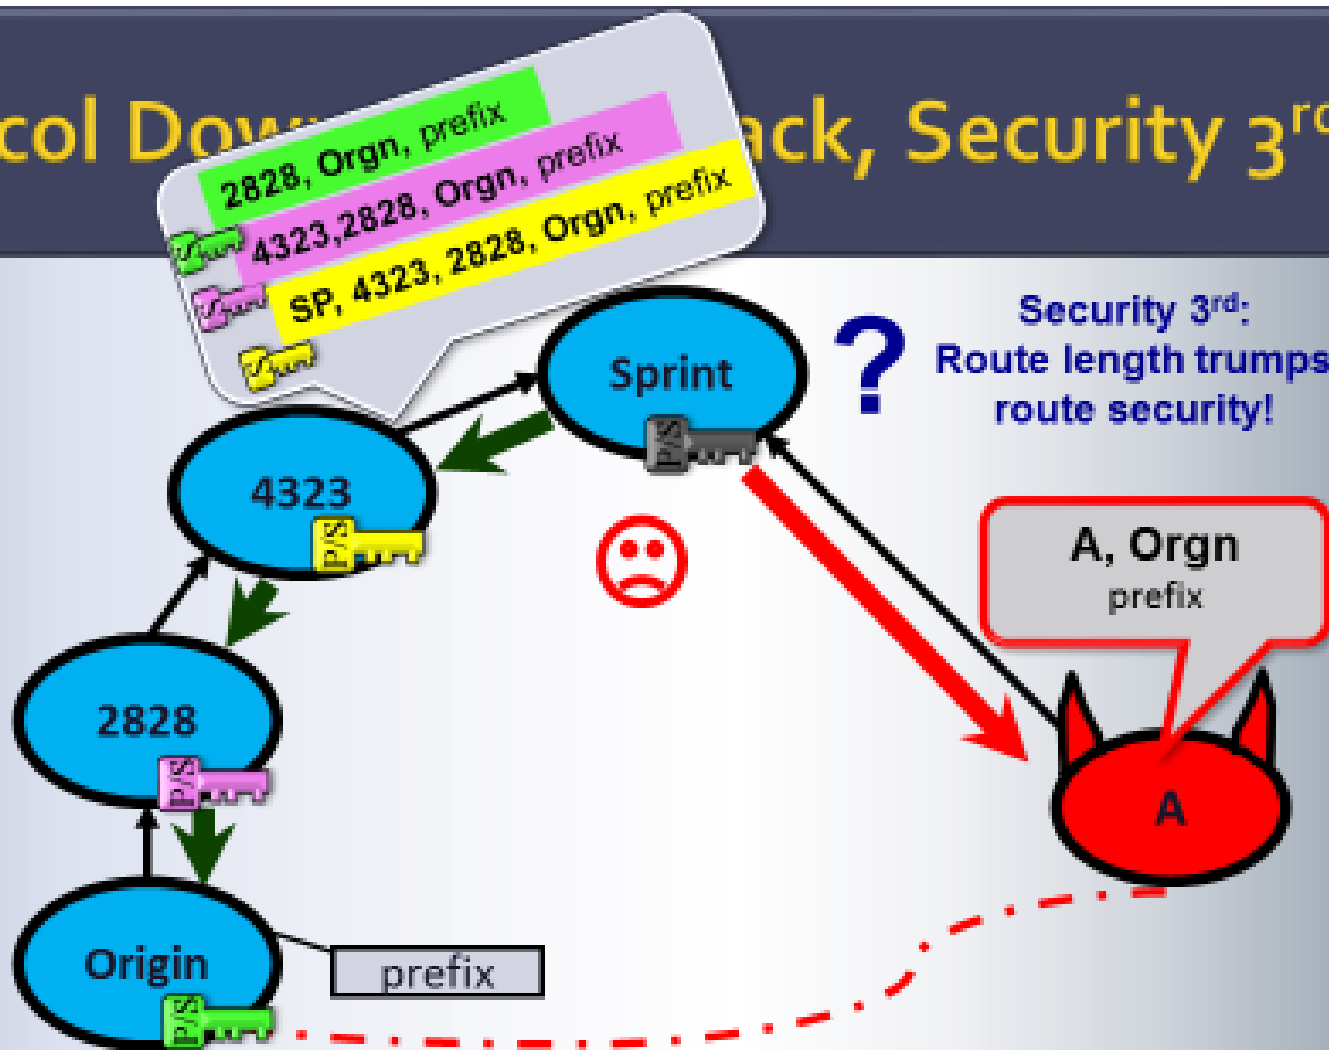 col Dow ack, Security 3rd
2828, Orgn, prefix
4323,2828, Orgn, prefix
SP, 4323, 2828, Orgn, prefix
Sprint
?
Security 3rd:
Route length trumps
route security!
P/S
4323
P/S
A, Orgn
prefix
2828
P/S
A
Origin
prefix
P/S